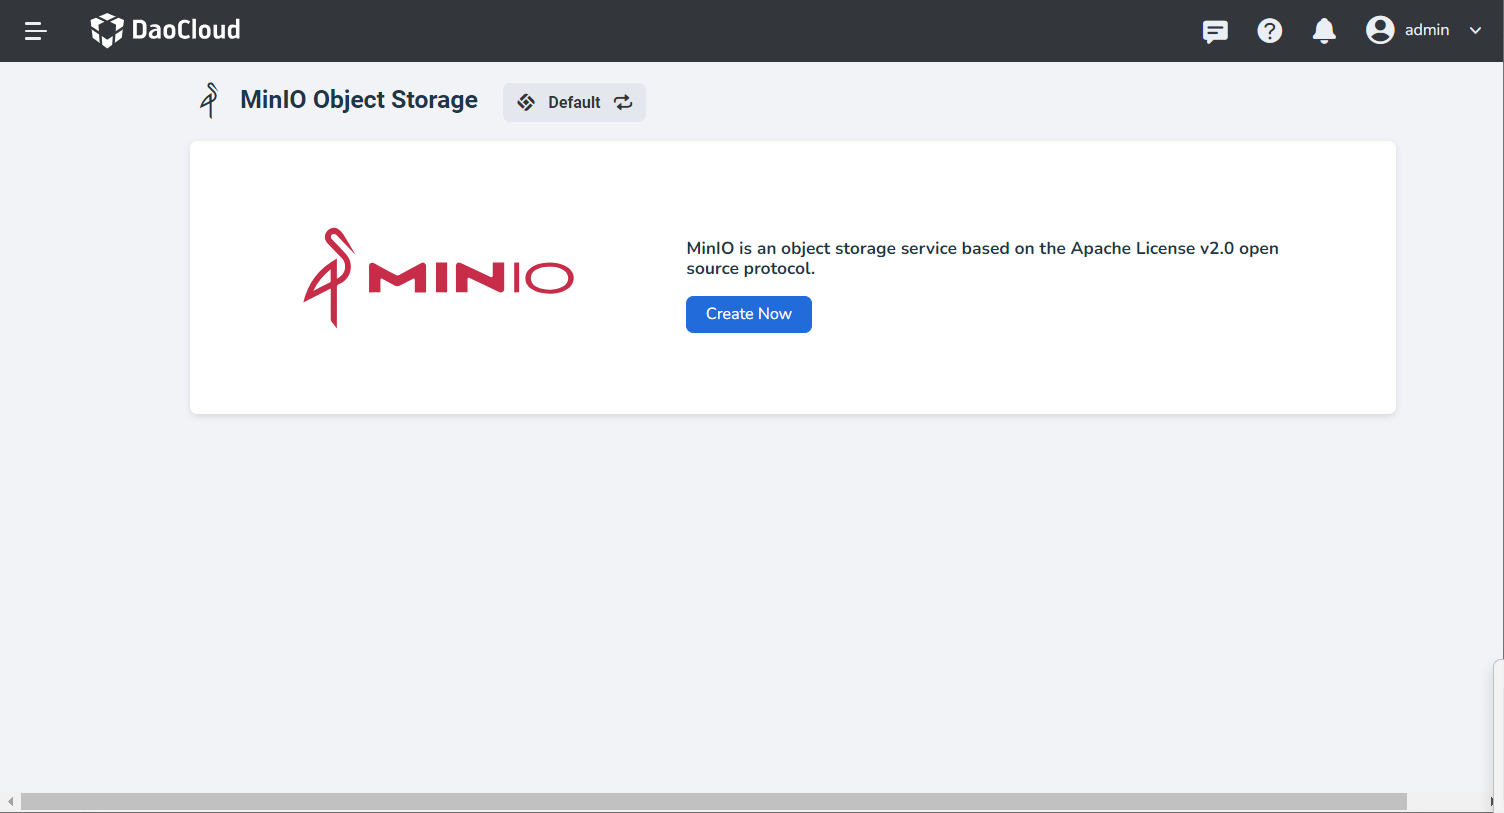 DaoCloud
admin
MinIO Object Storage
Default
MINIO
MinIO is an object storage service based on the Apache License v2.0 open
source protocol.
Create Now